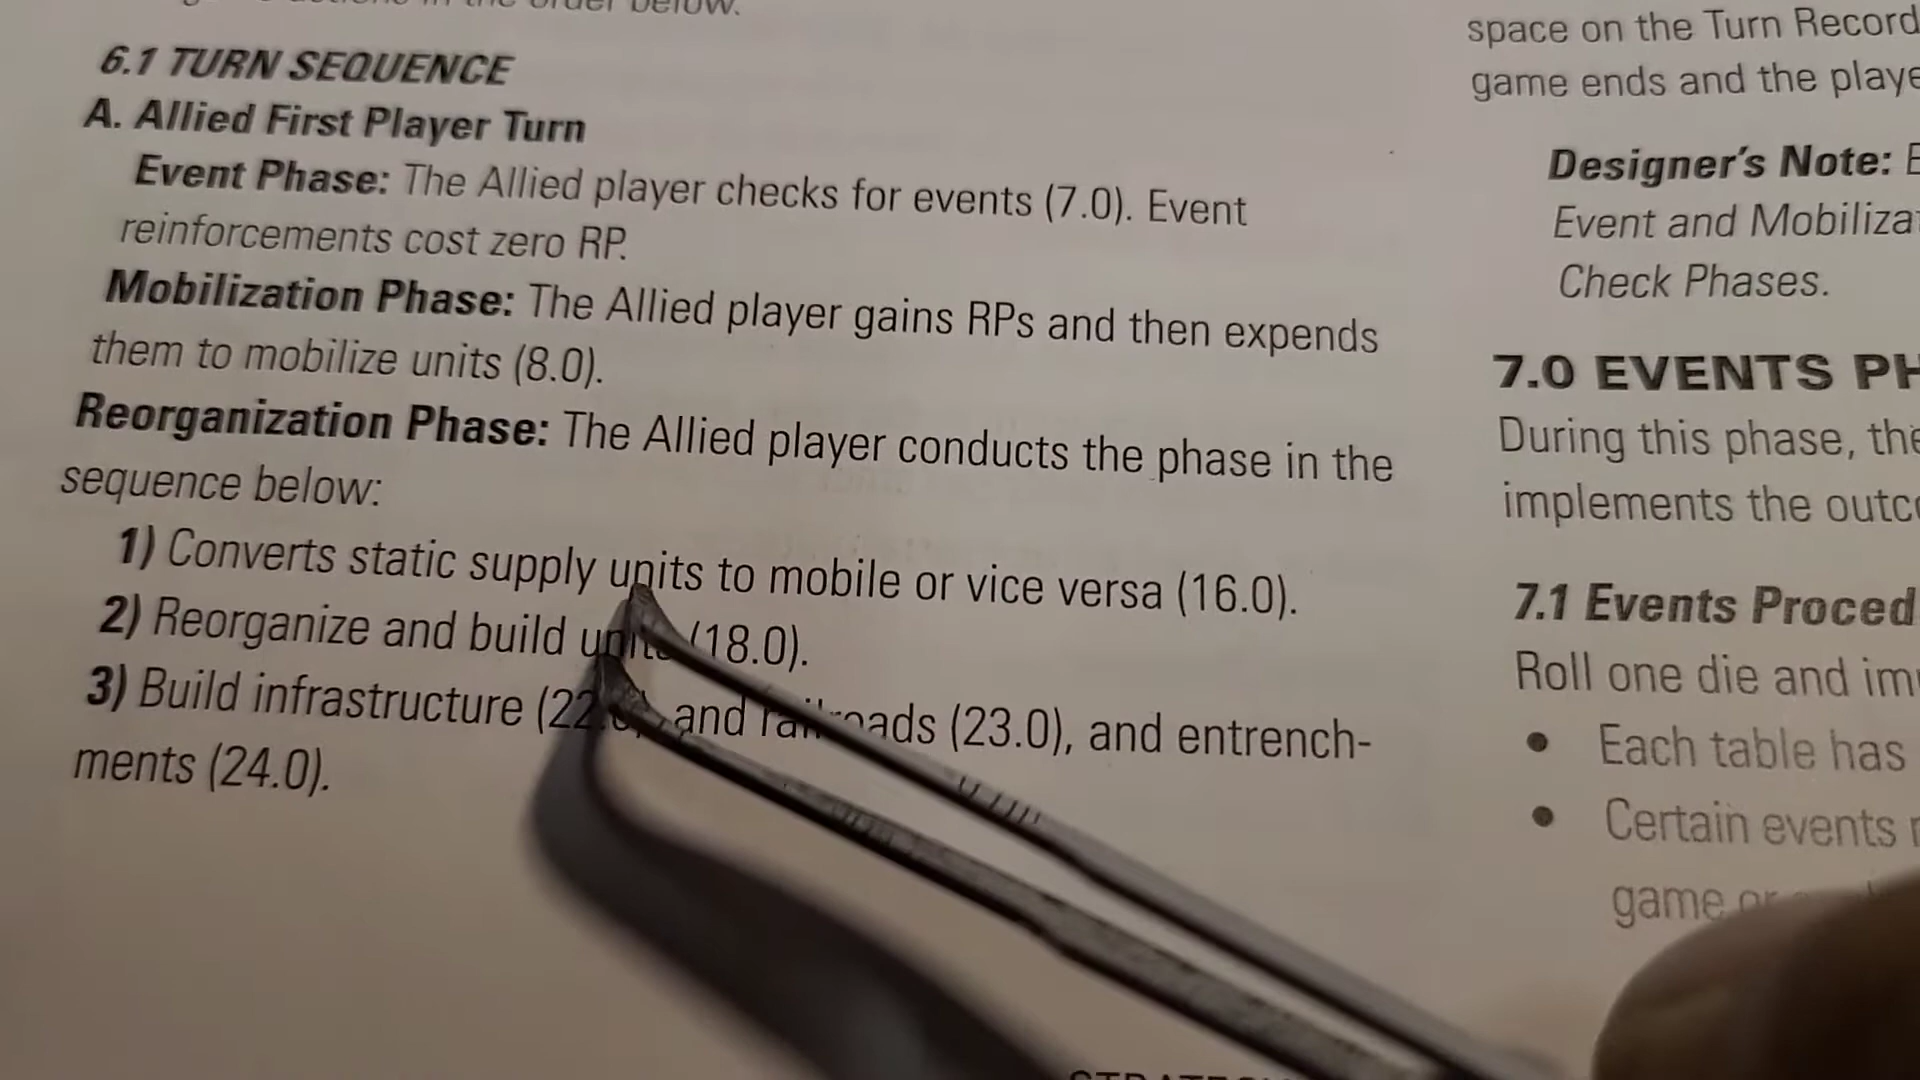 order below.
6.1 TURN SEQUENCE
A. Allied First Player Turn
Event Phase: The Allied player checks for events (7.0). Event
reinforcements cost zero RP.
Mobilization Phase: The Allied player gains RPs and then expends
them to mobilize units (8.0).
Reorganization Phase: The Allied player conducts the phase in the
sequence below:
1) Converts static supply units to mobile or vice versa (16.0).
2) Reorganize and build (18.0).
3) Build infrastructure and (23.0), and entrench-
ments (24.0).
space on the Turn Record
game ends and the
Designer's Note:
Event and
Check Phases.
7.0 EVENTS
During this phase,
implements the
7.1 Events
Roll one die and
• Each table has
• Certain events
game